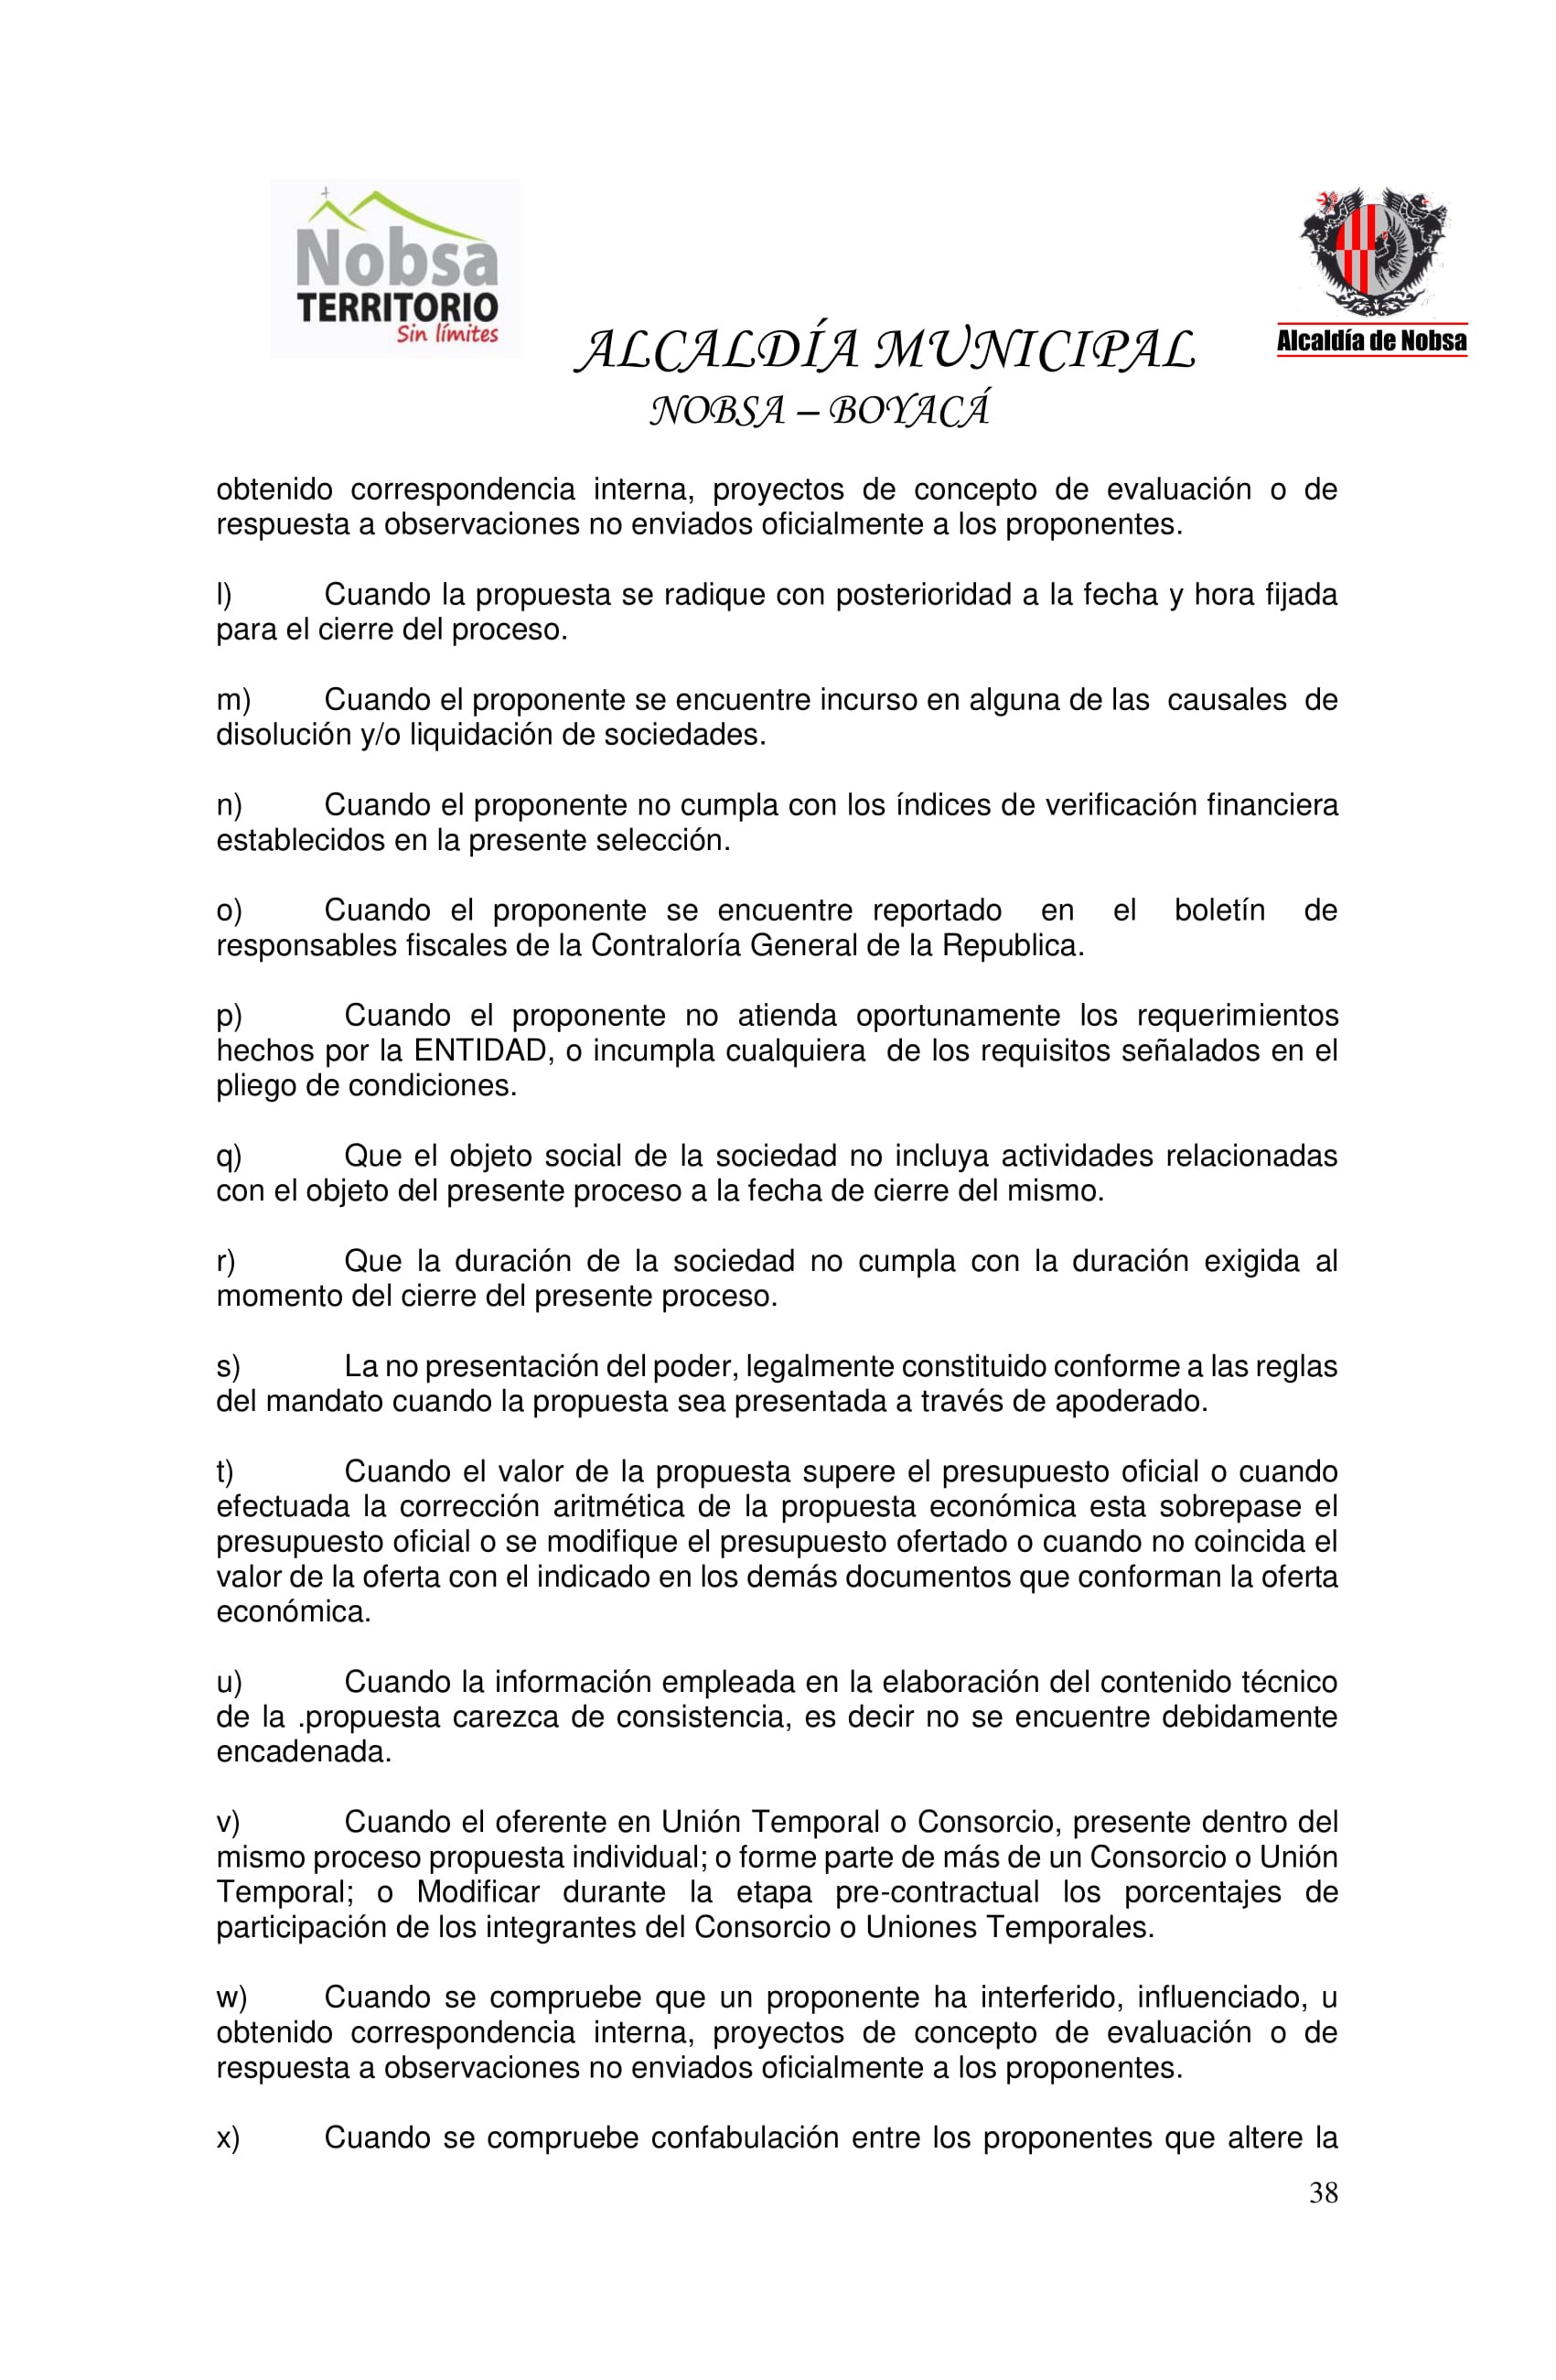 Nobsa
TERRITORIO
Sin límites
Alcaldía de Nobsa
ALCALDÍA MUNICIPAL
NOBSA – BOYACÁ
obtenido correspondencia interna, proyectos de concepto de evaluación o de
respuesta a observaciones no enviados oficialmente a los proponentes.
l) Cuando la propuesta se radique con posterioridad a la fecha y hora fijada
para el cierre del proceso.
m) Cuando el proponente se encuentre incurso en alguna de las causales de
disolución y/o liquidación de sociedades.
n) Cuando el proponente no cumpla con los índices de verificación financiera
establecidos en la presente selección.
o) Cuando el proponente se encuentre reportado en el boletín de
responsables fiscales de la Contraloría General de la Republica.
p) Cuando el proponente no atienda oportunamente los requerimientos
hechos por la ENTIDAD, o incumpla cualquiera de los requisitos señalados en el
pliego de condiciones.
q) Que el objeto social de la sociedad no incluya actividades relacionadas
con el objeto del presente proceso a la fecha de cierre del mismo.
r) Que la duración de la sociedad no cumpla con la duración exigida al
momento del cierre del presente proceso.
s) La no presentación del poder, legalmente constituido conforme a las reglas
del mandato cuando la propuesta sea presentada a través de apoderado.
t) Cuando el valor de la propuesta supere el presupuesto oficial o cuando
efectuada la corrección aritmética de la propuesta económica esta sobrepase el
presupuesto oficial o se modifique el presupuesto ofertado o cuando no coincida el
valor de la oferta con el indicado en los demás documentos que conforman la oferta
económica.
u) Cuando la información empleada en la elaboración del contenido técnico
de la .propuesta carezca de consistencia, es decir no se encuentre debidamente
encadenada.
v) Cuando el oferente en Unión Temporal o Consorcio, presente dentro del
mismo proceso propuesta individual; o forme parte de más de un Consorcio o Unión
Temporal; o Modificar durante la etapa pre-contractual los porcentajes de
participación de los integrantes del Consorcio o Uniones Temporales.
w) Cuando se compruebe que un proponente ha interferido, influenciado, u
obtenido correspondencia interna, proyectos de concepto de evaluación o de
respuesta a observaciones no enviados oficialmente a los proponentes.
x) Cuando se compruebe confabulación entre los proponentes que altere la
38